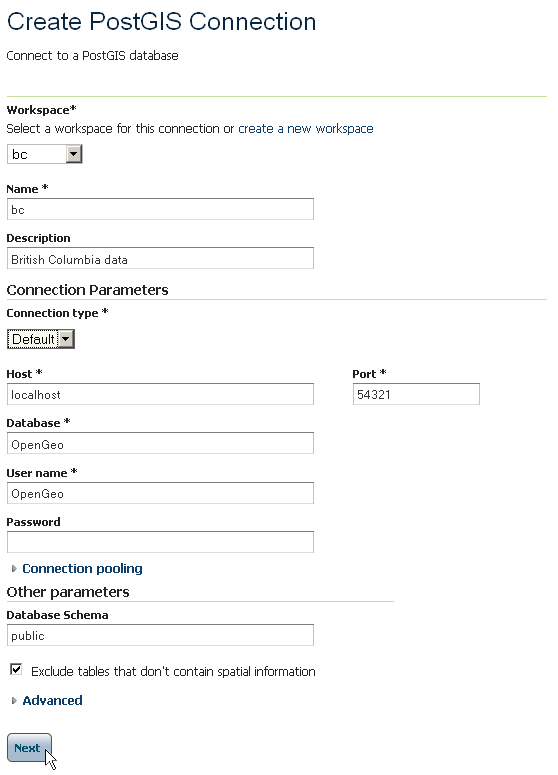 Create PostGIS Connection
Connect to a PostGIS database
Workspace*
Select a workspace for this connection or create a new workspace
bc
Name *
bc
Description
British Columbia data
Connection Parameters
Connection type *
Default
Host * Port *
localhost 54321
Database *
OpenGeo
User name *
OpenGeo
Password
Connection pooling
Other parameters
Database Schema
public
Exclude tables that don't contain spatial information
Advanced
Next